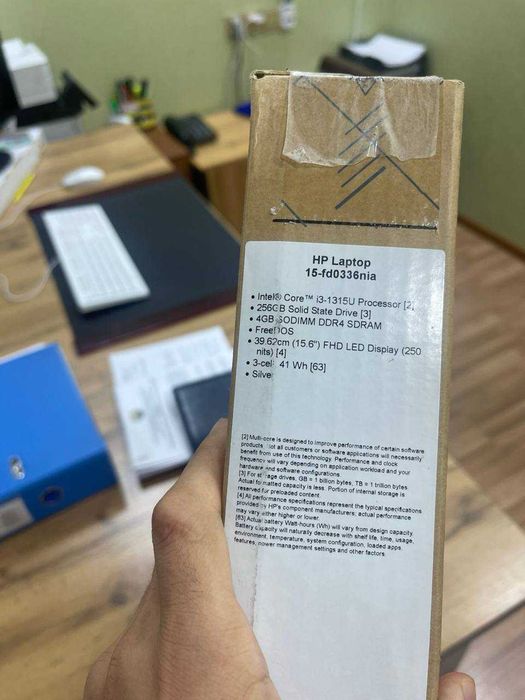 HP Laptop
15-fd0336nia
• Intel® Core™ i3-1315U Processor [2]
• 256GB Solid State Drive [3]
• 4GB SODIMM DDR4 SDRAM
• FreeDOS
• 39.62cm (15.6") FHD LED Display (250
nits) [4]
• 3-cell 41 Wh [63]
• Silver
[2] Multi-core is designed to improve performance of certain software
products. Not all customers or software applications will necessarily
benefit from use of this technology. Performance and clock
frequency will vary depending on application workload and your
hardware and software configurations.
[3] For storage drives, GB = 1 billion bytes, TB = 1 trillion bytes.
Actual formatted capacity is less. Portion of internal storage is
reserved for preloaded content.
[4] All performance specifications represent the typical specifications
provided by HP's component manufacturers; actual performance
may vary either higher or lower.
[63] Actual battery Watt-hours (Wh) will vary from design capacity.
Battery capacity will naturally decrease with shelf life, time, usage,
environment, temperature, system configuration, loaded apps,
features, power management settings and other factors.